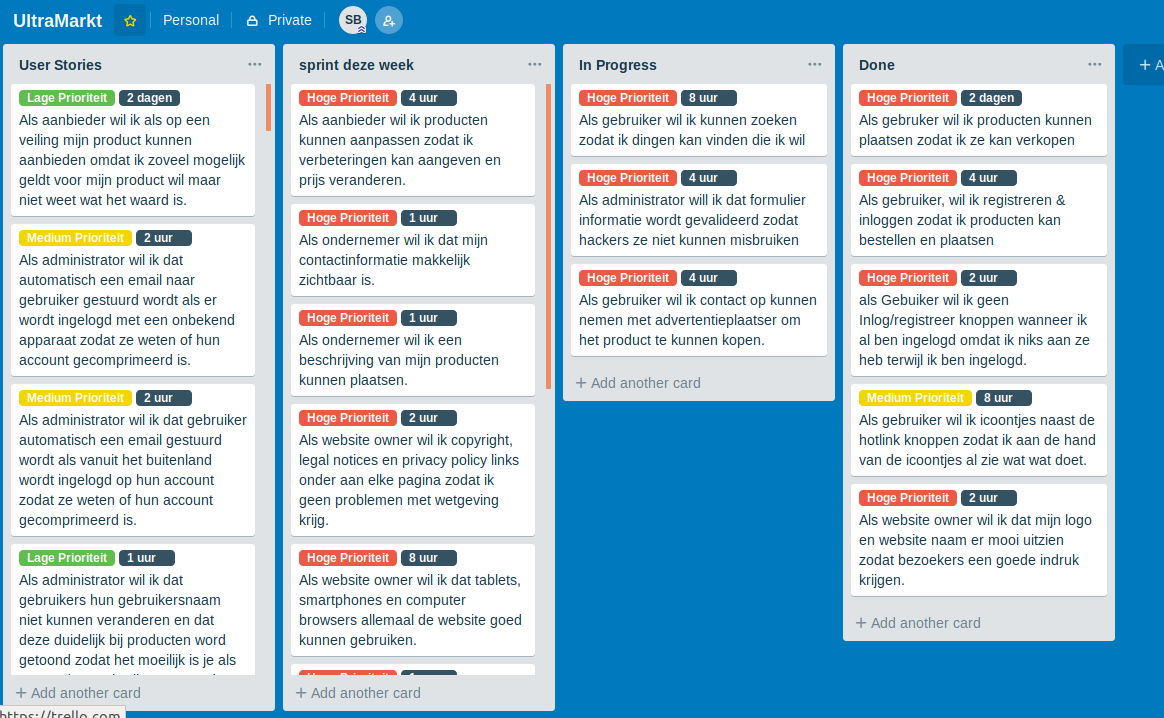 UltraMarkt
Personal
Private
SB
User Stories
Lage Prioriteit 2 dagen
Als aanbieder wil ik als op een
veiling mijn product kunnen
aanbieden omdat ik zoveel mogelijk
geldt voor mijn product wil maar
niet weet wat het waard is.
Medium Prioriteit 2 uur
Als administrator wil ik dat
automatisch een email naar
gebruiker gestuurd wordt als er
wordt ingelogd met een onbekend
apparaat zodat ze weten of hun
account gecomprimeerd is.
Medium Prioriteit 2 uur
Als administrator wil ik dat gebruiker
automatisch een email gestuurd
wordt als vanuit het buitenland
wordt ingelogd op hun account
zodat ze weten of hun account
gecomprimeerd is.
Lage Prioriteit 1 uur
Als administrator wil ik dat
gebruikers hun gebruikersnaam
niet kunnen veranderen en dat
deze duidelijk bij producten word
getoond zodat het moeilijk is je als
+ Add another card
https://trello.com
sprint deze week
Hoge Prioriteit 4 uur
Als aanbieder wil ik producten
kunnen aanpassen zodat ik
verbeteringen kan aangeven en
prijs veranderen.
Hoge Prioriteit 1 uur
Als ondernemer wil ik dat mijn
contactinformatie makkelijk
zichtbaar is.
Hoge Prioriteit 1 uur
Als ondernemer wil ik een
beschrijving van mijn producten
kunnen plaatsen.
Hoge Prioriteit 2 uur
Als website owner wil ik copyright,
legal notices en privacy policy links
onder aan elke pagina zodat ik
geen problemen met wetgeving
krijg.
Hoge Prioriteit 8 uur
Als website owner wil ik dat tablets,
smartphones en computer
browsers allemaal de website goed
kunnen gebruiken.
+ Add another card
In Progress
Hoge Prioriteit 8 uur
Als gebruiker wil ik kunnen zoeken
zodat ik dingen kan vinden die ik wil
Hoge Prioriteit 4 uur
Als administrator will ik dat formulier
informatie wordt gevalideerd zodat
hackers ze niet kunnen misbruiken
Hoge Prioriteit 4 uur
Als gebruiker wil ik contact op kunnen
nemen met advertentieplaatser om
het product te kunnen kopen.
+ Add another card
Done
Hoge Prioriteit 2 dagen
Als gebruker wil ik producten kunnen
plaatsen zodat ik ze kan verkopen
Hoge Prioriteit 4 uur
Als gebruiker, wil ik registreren &
inloggen zodat ik producten kan
bestellen en plaatsen
Hoge Prioriteit 2 uur
als Gebuiker wil ik geen
Inlog/registreer knoppen wanneer ik
al ben ingelogd omdat ik niks aan ze
heb terwijl ik ben ingelogd.
Medium Prioriteit 8 uur
Als gebruiker wil ik icoontjes naast de
hotlink knoppen zodat ik aan de hand
van de icoontjes al zie wat wat doet.
Hoge Prioriteit 2 uur
Als website owner wil ik dat mijn logo
en website naam er mooi uitzien
zodat bezoekers een goede indruk
krijgen.
+ Add another card
+ A